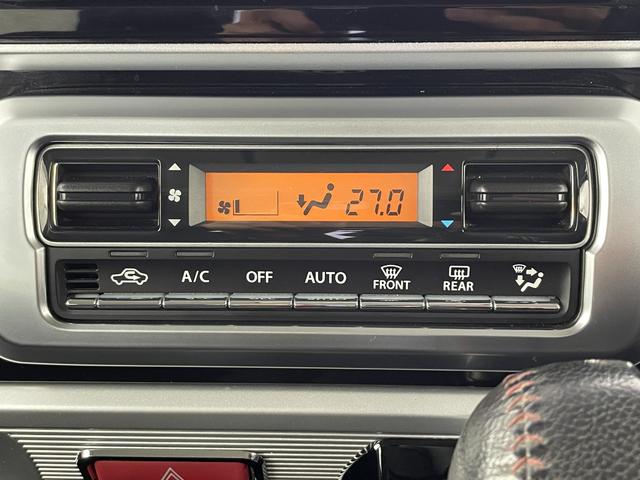 27.0
A/C OFF AUTO FRONT REAR